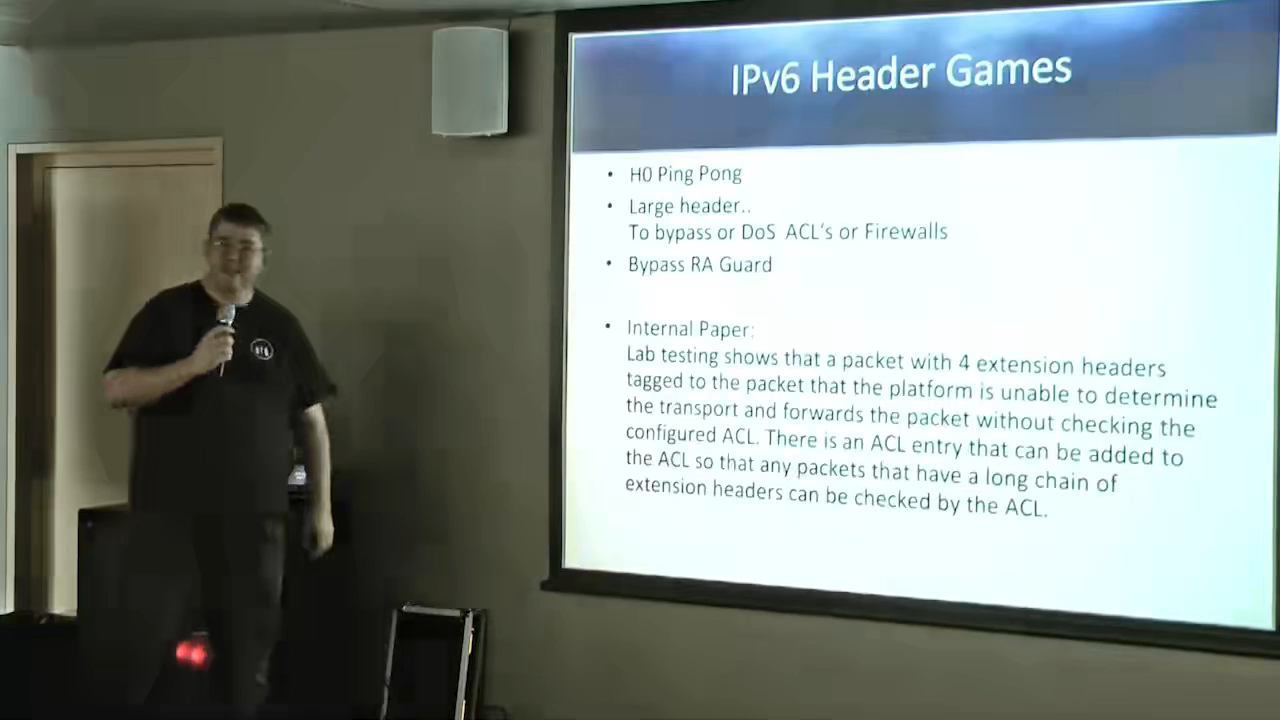 IPv6 Header Games
• H0 Ping Pong
• Large header..
To bypass or DoS ACL's or Firewalls
• Bypass RA Guard
• Internal Paper:
Lab testing shows that a packet with 4 extension headers
tagged to the packet that the platform is unable to determine
the transport and forwards the packet without checking the
configured ACL. There is an ACL entry that can be added to
the ACL so that any packets that have a long chain of
extension headers can be checked by the ACL.